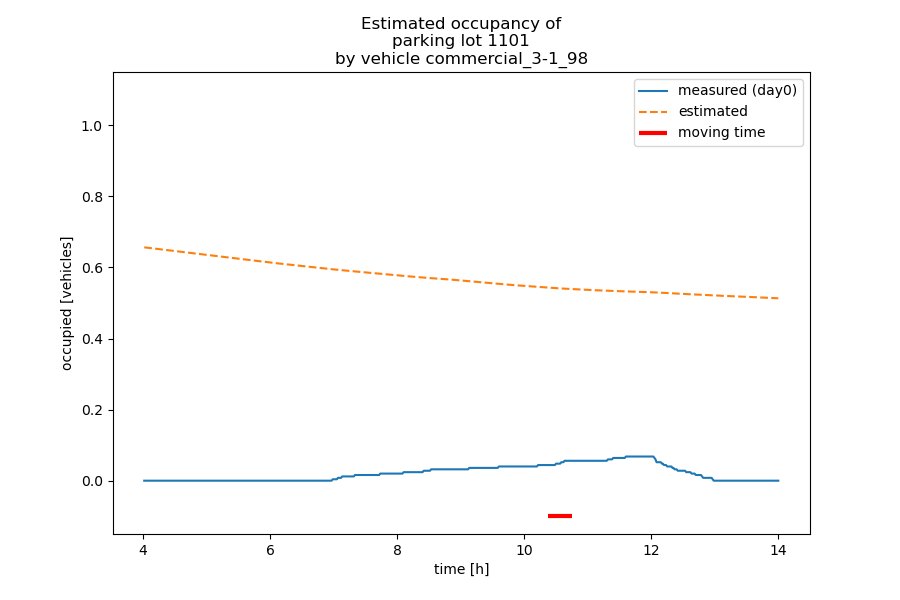 Estimated occupancy of
parking lot 1101
by vehicle commercial_3-1_98
measured (day0)
estimated
moving time
occupied [vehicles]
1.0
0.8
0.6
0.4
0.2
0.0
4
6
8
10
12
14
time [h]